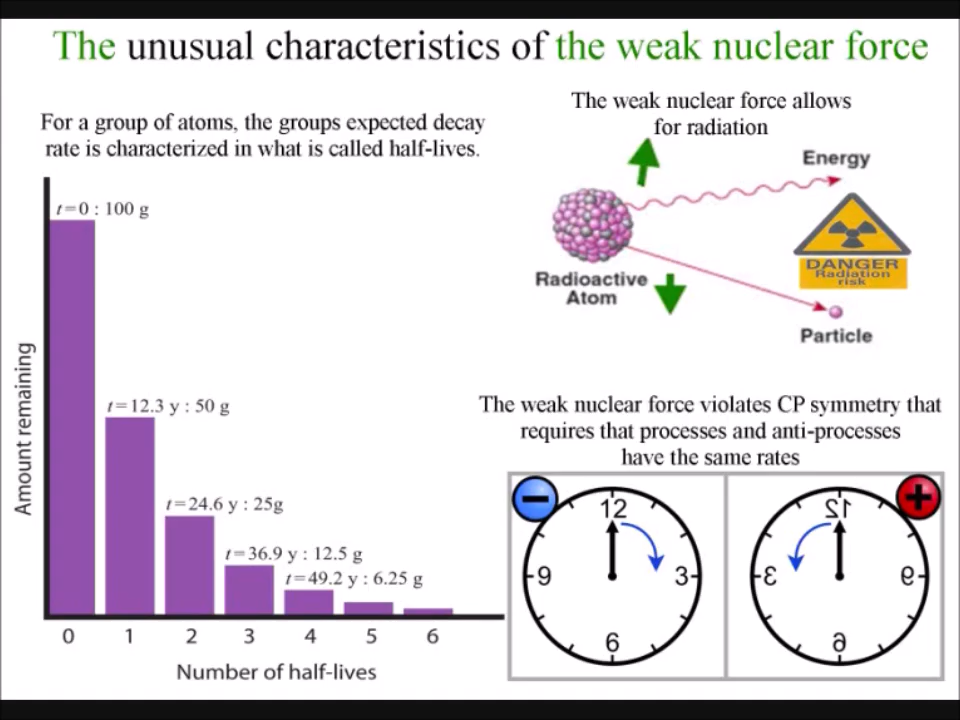 The unusual characteristics of the weak nuclear force
For a group of atoms, the groups expected decay
rate is characterized in what is called half-lives.
t=0 : 100 g
t=12.3 y : 50 g
t=24.6 y : 25g
t=36.9 y : 12.5 g
t=49.2 y : 6.25 g
Amount remaining
0 1 2 3 4 5 6
Number of half-lives
The weak nuclear force allows
for radiation
Energy
Radioactive
Atom
DANGER
Radiation
risk
Particle
The weak nuclear force violates CP symmetry that
requires that processes and anti-processes
have the same rates
−
12
9 3
6
+
12
3 9
6